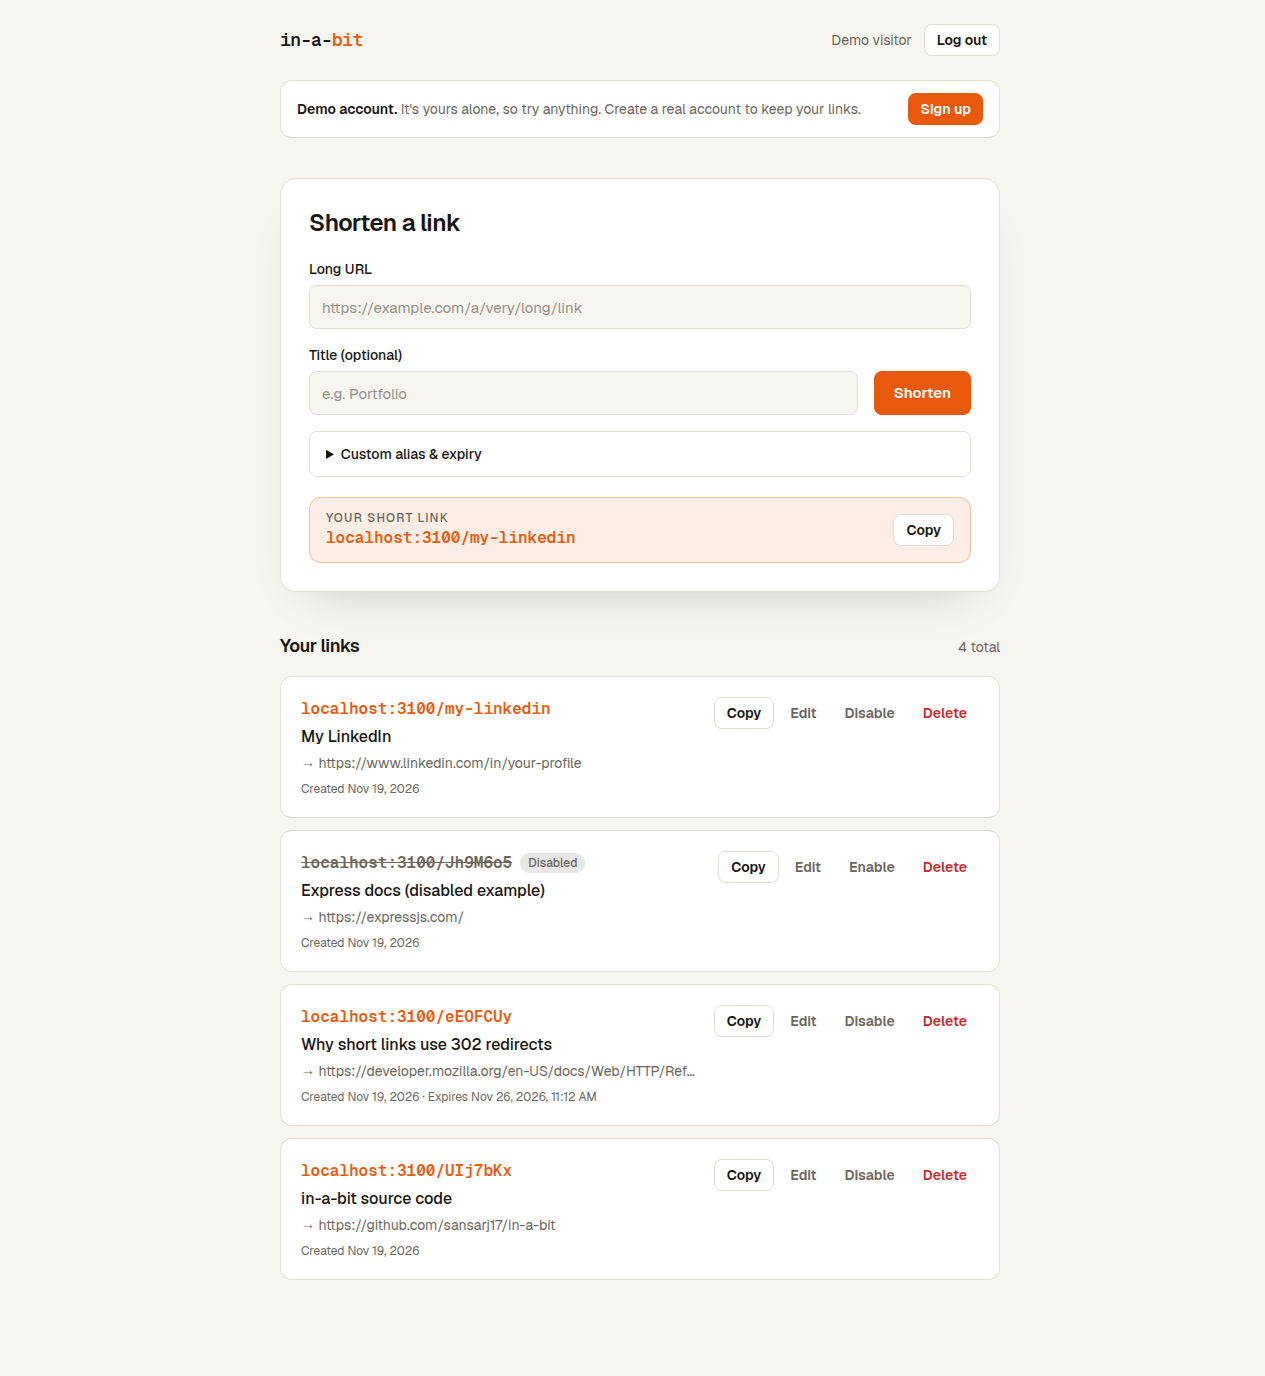 in-a-bit
Demo visitor
Log out
Demo account. It's yours alone, so try anything. Create a real account to keep your links.
Sign up
Shorten a link
Long URL
https://example.com/a/very/long/link
Title (optional)
e.g. Portfolio
Shorten
Custom alias & expiry
YOUR SHORT LINK
localhost:3100/my-linkedin
Copy
Your links
4 total
localhost:3100/my-linkedin
Copy
Edit
Disable
Delete
My LinkedIn
→ https://www.linkedin.com/in/your-profile
Created Nov 19, 2026
localhost:3100/Jh9M6o5
Disabled
Copy
Edit
Enable
Delete
Express docs (disabled example)
→ https://expressjs.com/
Created Nov 19, 2026
localhost:3100/eEOFCUy
Copy
Edit
Disable
Delete
Why short links use 302 redirects
→ https://developer.mozilla.org/en-US/docs/Web/HTTP/Ref…
Created Nov 19, 2026 · Expires Nov 26, 2026, 11:12 AM
localhost:3100/UIj7bKx
Copy
Edit
Disable
Delete
in-a-bit source code
→ https://github.com/sansarj17/in-a-bit
Created Nov 19, 2026